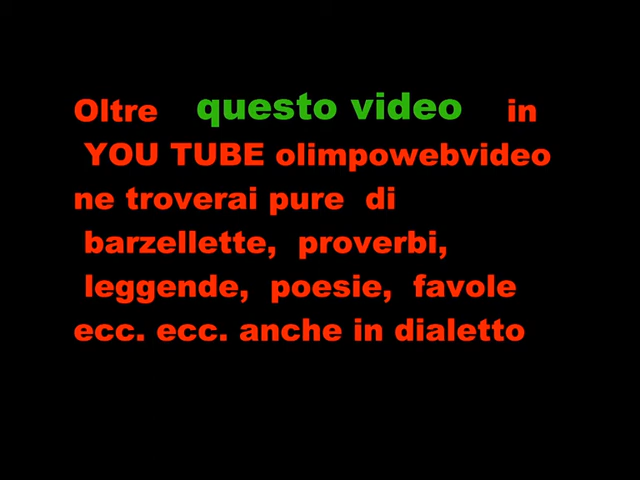 Oltre questo video in
YOU TUBE olimpowebvideo
ne troverai pure di
barzellette, proverbi,
leggende, poesie, favole
ecc. ecc. anche in dialetto